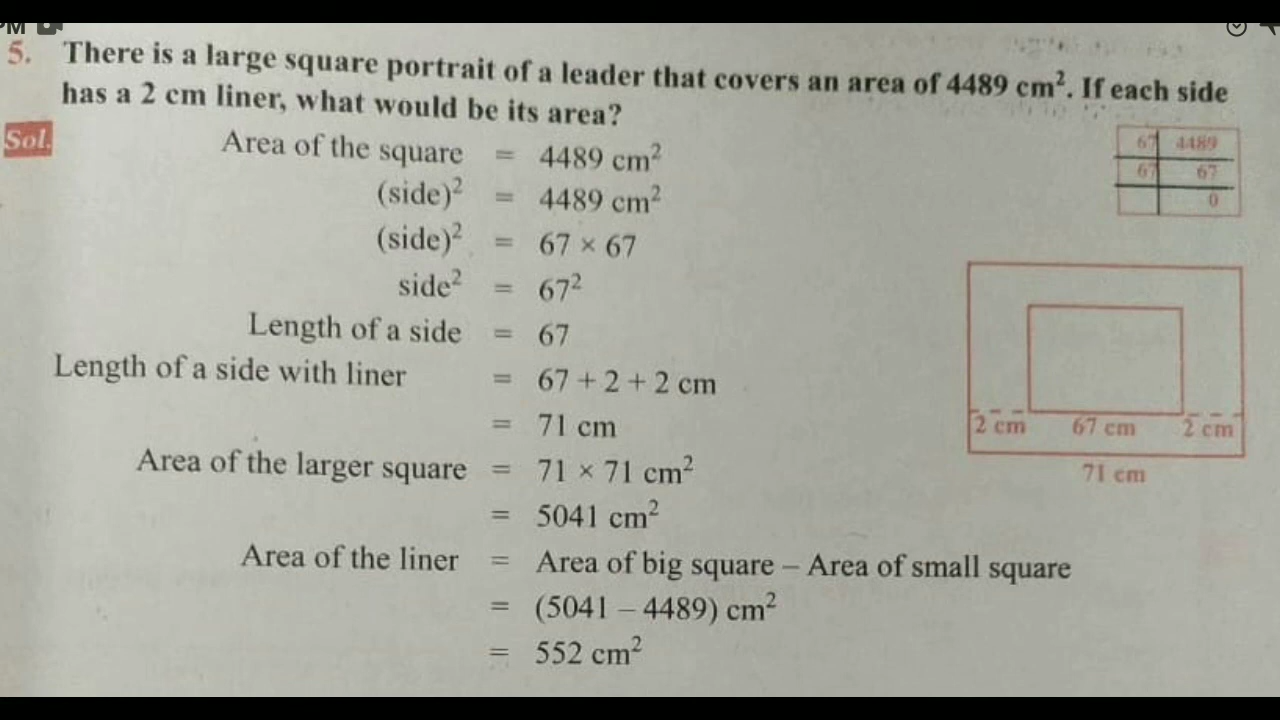 PM
5. There is a large square portrait of a leader that covers an area of 4489 cm². If each side
has a 2 cm liner, what would be its area?
Sol.
Area of the square = 4489 cm²
(side)² = 4489 cm²
(side)² = 67 × 67
side² = 67²
Length of a side = 67
Length of a side with liner = 67 + 2 + 2 cm
= 71 cm
Area of the larger square = 71 × 71 cm²
= 5041 cm²
Area of the liner = Area of big square – Area of small square
= (5041 – 4489) cm²
= 552 cm²
67 4489
67 67
0
2 cm 67 cm 2 cm
71 cm